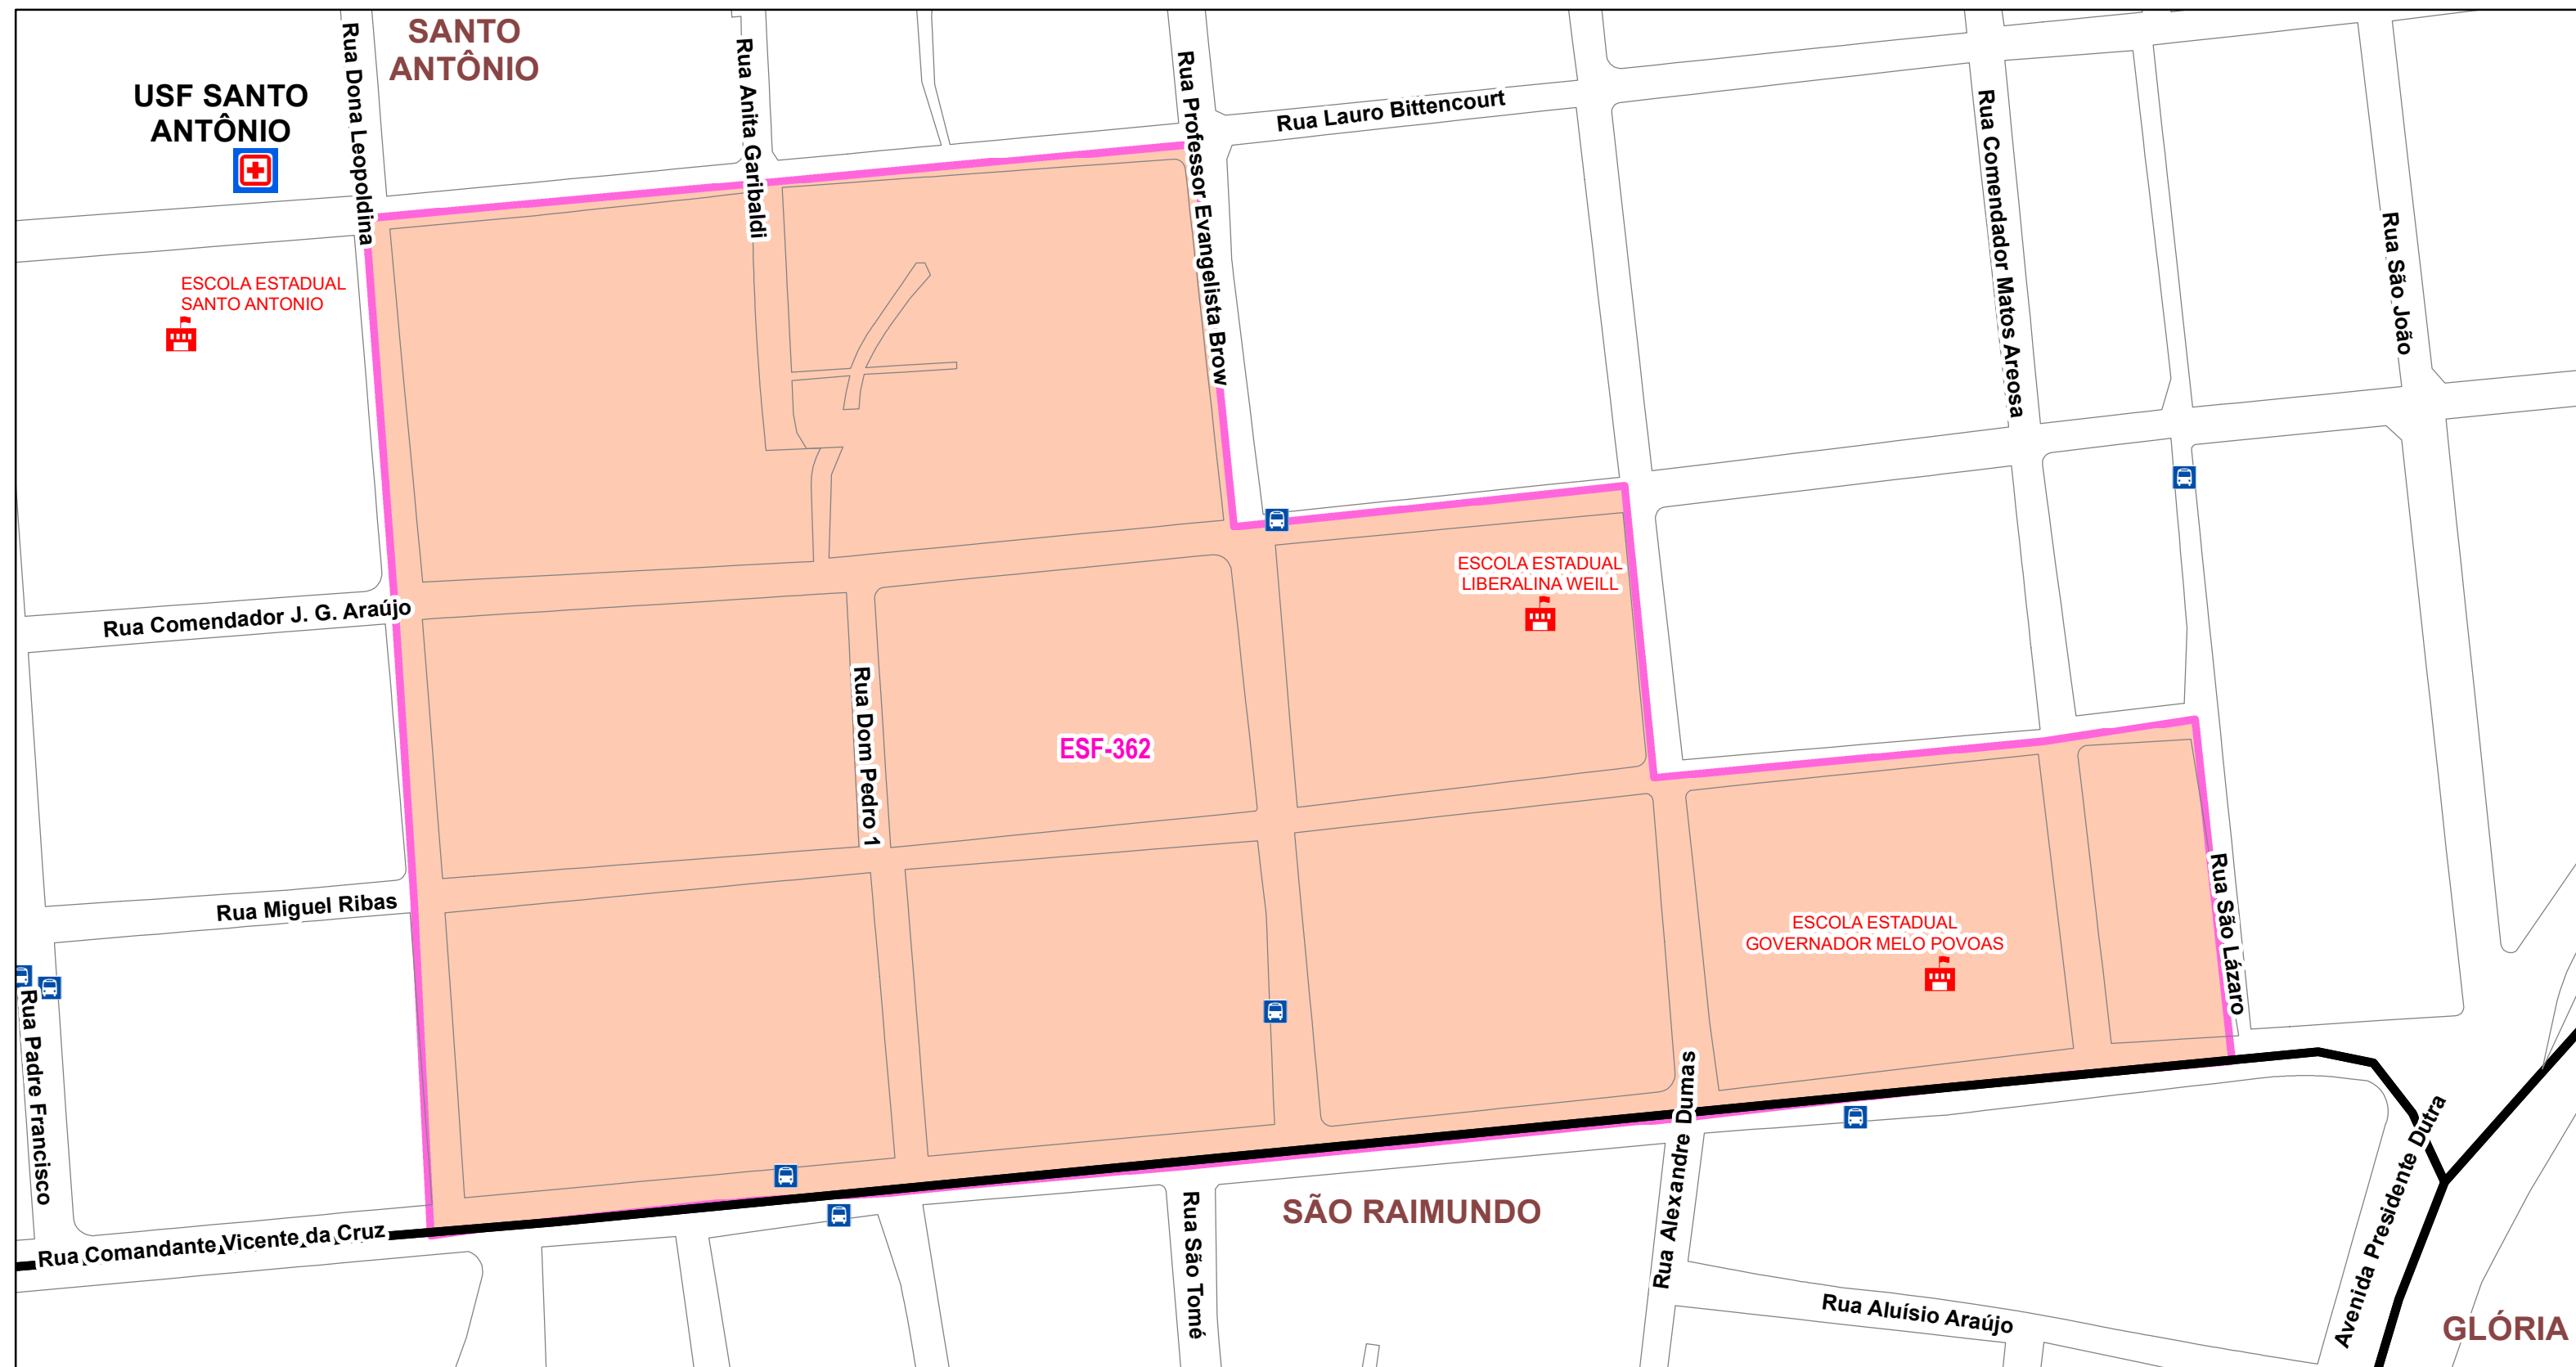 SANTO
ANTÔNIO
USF SANTO
ANTÔNIO
Rua Dona Leopoldina
Rua Anita Garibaldi
Rua Professor Evangelista Brow
Rua Lauro Bittencourt
Rua Comendador Matos Areosa
Rua São João
ESCOLA ESTADUAL
SANTO ANTONIO
ESCOLA ESTADUAL
LIBERALINA WEILL
Rua Comendador J. G. Araújo
Rua Dom Pedro 1
ESF-362
Rua Miguel Ribas
ESCOLA ESTADUAL
GOVERNADOR MELO POVOAS
Rua São Lázaro
Rua Padre Francisco
Rua Comandante Vicente da Cruz
Rua São Tomé
SÃO RAIMUNDO
Rua Alexandre Dumas
Rua Aluísio Araújo
Avenida Presidente Dutra
GLÓRIA